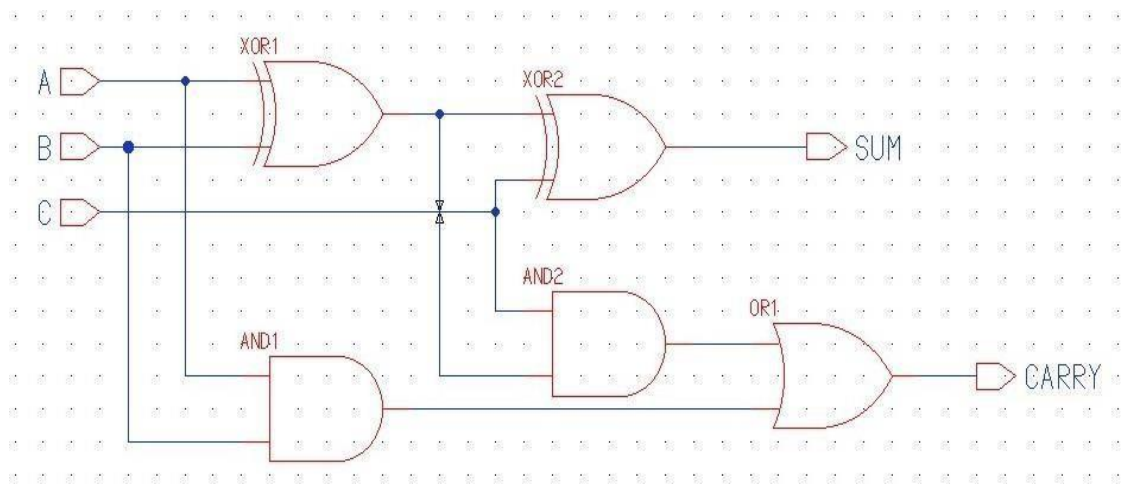 XOR1
XOR2
A
B
SUM
C
AND2
OR1
AND1
CARRY